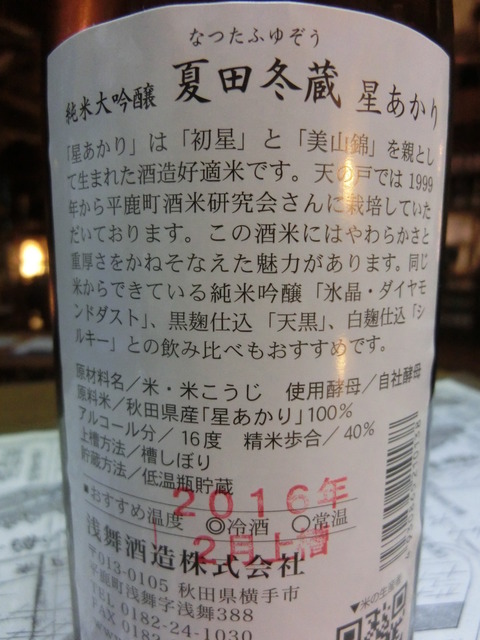 なつたふゆぞう
純米大吟醸 夏田冬蔵 星あかり
「星あかり」は「初星」と「美山錦」を親とし
て生まれた酒造好適米です。天の戸では1999
年から平鹿町酒米研究会さんに栽培していた
だいております。この酒米にはやわらかさと
重厚さをかねそなえた魅力があります。同じ
米からできている純米吟醸「氷晶・ダイヤモ
ンドダスト」、黒麹仕込「天黒」、白麹仕込「シ
ルキー」との飲み比べもおすすめです。
原材料名／米・米こうじ 使用酵母／自社酵母
原料米／秋田県産「星あかり」100%
アルコール分／16度 精米歩合／40%
上槽方法／槽しぼり
貯蔵方法／低温瓶貯蔵
2016年
■おすすめ温度 ◎冷酒 ○常温
2月上槽
浅舞酒造株式会社
〒013-0105 秋田県横手市
平鹿町浅舞字浅舞388
TEL 0182-24-1030
FAX 0182
▼米の生産者